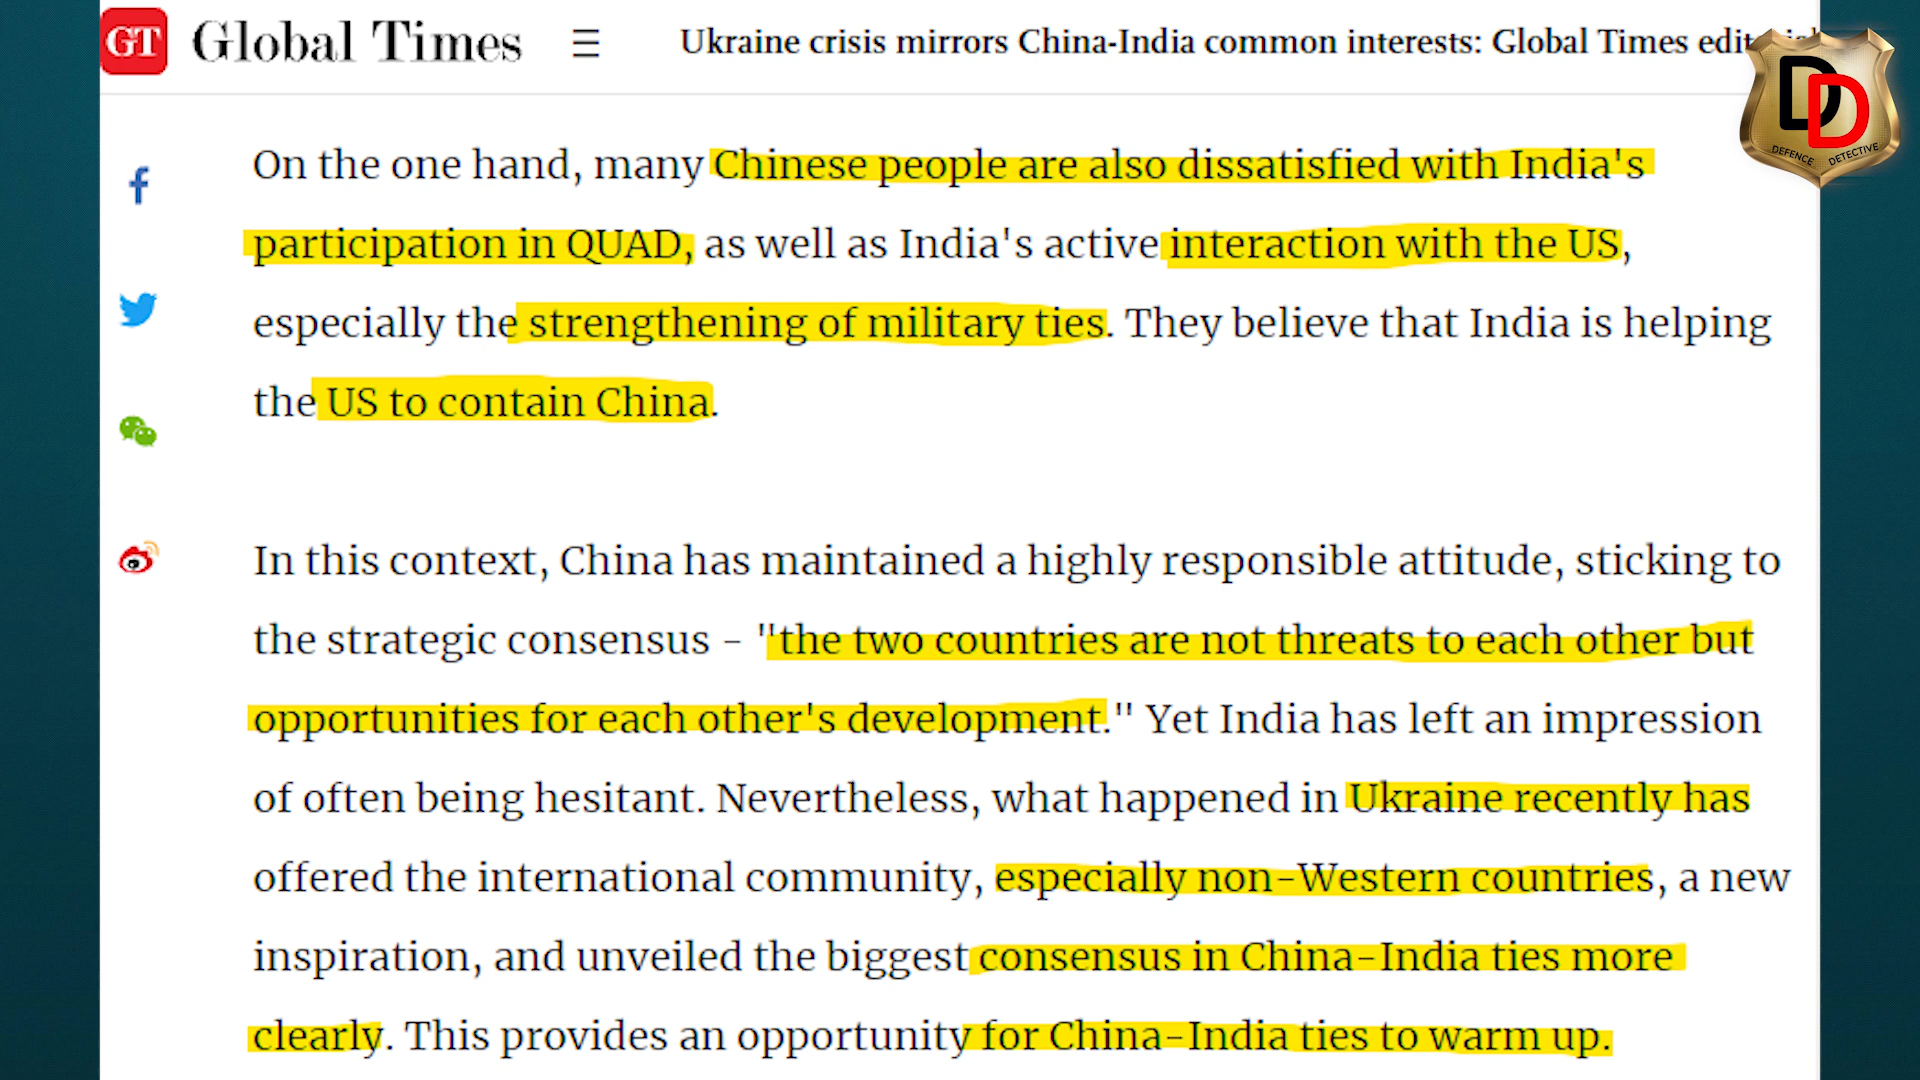 GT Global Times
Ukraine crisis mirrors China-India common interests: Global Times editorial
DD
DEFENCE DETECTIVE
On the one hand, many Chinese people are also dissatisfied with India's
participation in QUAD, as well as India's active interaction with the US,
especially the strengthening of military ties. They believe that India is helping
the US to contain China.
In this context, China has maintained a highly responsible attitude, sticking to
the strategic consensus - "the two countries are not threats to each other but
opportunities for each other's development." Yet India has left an impression
of often being hesitant. Nevertheless, what happened in Ukraine recently has
offered the international community, especially non-Western countries, a new
inspiration, and unveiled the biggest consensus in China-India ties more
clearly. This provides an opportunity for China-India ties to warm up.